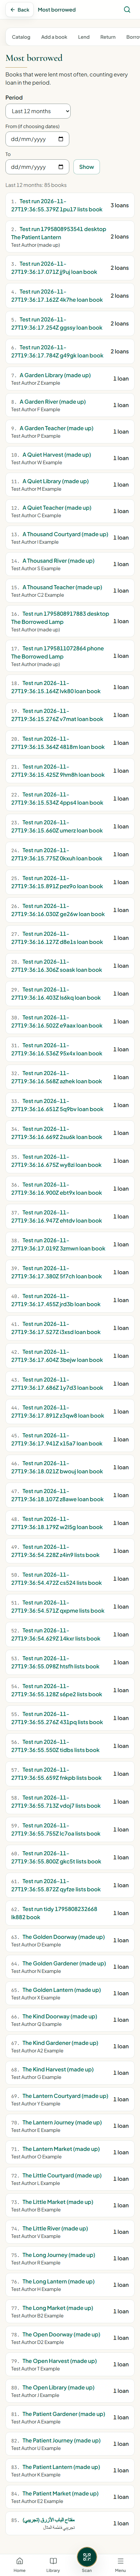 Back
Most borrowed
Catalog Add a book Lend Return Borro
Most borrowed
Books that were lent most often, counting every time a book went out.
Period
Last 12 months
From (if choosing dates)
dd/mm/yyyy
To
dd/mm/yyyy
Show
Last 12 months: 85 books
1. Test run 2026-11-
27T19:36:55.379Z 1pu17 lists book
3 loans
2. Test run 1795808953541 desktop
The Patient Lantern
Test Author (made up)
2 loans
3. Test run 2026-11-
2 loans
4. Test run 2026-11-
27T19:36:17.162Z 4k7he loan book
2 loans
5. Test run 2026-11-
27T19:36:17.254Z ggssy loan book
2 loans
6. Test run 2026-11-
27T19:36:17.784Z g49gk loan book
2 loans
7. A Garden Library (made up)
Test Author Z Example
1 loan
8. A Garden River (made up)
Test Author F Example
1 loan
9. A Garden Teacher (made up)
Test Author P Example
1 loan
10. A Quiet Harvest (made up)
Test Author W Example
1 loan
11. A Quiet Library (made up)
Test Author M Example
1 loan
12. A Quiet Teacher (made up)
Test Author C Example
1 loan
13. A Thousand Courtyard (made up)
Test Author I Example
1 loan
14. A Thousand River (made up)
Test Author S Example
1 loan
15. A Thousand Teacher (made up)
Test Author C2 Example
1 loan
16. Test run 1795808917883 desktop
The Borrowed Lamp
Test Author (made up)
1 loan
17. Test run 1795811072864 phone
The Borrowed Lamp
Test Author (made up)
1 loan
18. Test run 2026-11-
27T19:36:15.164Z lvk80 loan book
1 loan
19. Test run 2026-11-
27T19:36:15.276Z v7mat loan book
1 loan
20. Test run 2026-11-
27T19:36:15.364Z 4818m loan book
1 loan
21. Test run 2026-11-
27T19:36:15.425Z 9hm8h loan book
1 loan
22. Test run 2026-11-
27T19:36:15.534Z 4pps4 loan book
1 loan
23. Test run 2026-11-
27T19:36:15.660Z umerz loan book
1 loan
24. Test run 2026-11-
27T19:36:15.775Z 0kxuh loan book
1 loan
25. Test run 2026-11-
27T19:36:15.891Z pez9o loan book
1 loan
26. Test run 2026-11-
27T19:36:16.030Z ge26w loan book
1 loan
27. Test run 2026-11-
27T19:36:16.127Z d8e1s loan book
1 loan
28. Test run 2026-11-
27T19:36:16.306Z soask loan book
1 loan
29. Test run 2026-11-
27T19:36:16.403Z ls6kq loan book
1 loan
30. Test run 2026-11-
27T19:36:16.502Z e9aax loan book
1 loan
31. Test run 2026-11-
27T19:36:16.536Z 95x4v loan book
1 loan
32. Test run 2026-11-
27T19:36:16.568Z azhek loan book
1 loan
33. Test run 2026-11-
27T19:36:16.651Z 5q9bv loan book
1 loan
34. Test run 2026-11-
27T19:36:16.669Z 2su6k loan book
1 loan
35. Test run 2026-11-
27T19:36:16.675Z wy8zi loan book
1 loan
36. Test run 2026-11-
27T19:36:16.900Z ebt9x loan book
1 loan
37. Test run 2026-11-
27T19:36:16.947Z ehtdv loan book
1 loan
38. Test run 2026-11-
27T19:36:17.019Z 3zmwn loan book
1 loan
39. Test run 2026-11-
27T19:36:17.380Z 5f7ch loan book
1 loan
40. Test run 2026-11-
27T19:36:17.455Z jrd3b loan book
1 loan
41. Test run 2026-11-
27T19:36:17.527Z i3xsd loan book
1 loan
42. Test run 2026-11-
27T19:36:17.604Z 3bejw loan book
1 loan
43. Test run 2026-11-
27T19:36:17.686Z 1y7d3 loan book
1 loan
44. Test run 2026-11-
27T19:36:17.891Z z3qw8 loan book
1 loan
45. Test run 2026-11-
27T19:36:17.941Z x15a7 loan book
1 loan
46. Test run 2026-11-
27T19:36:18.021Z bwouj loan book
1 loan
47. Test run 2026-11-
27T19:36:18.107Z z8awe loan book
1 loan
48. Test run 2026-11-
27T19:36:18.179Z w2l5g loan book
1 loan
49. Test run 2026-11-
27T19:36:54.228Z z4in9 lists book
1 loan
50. Test run 2026-11-
27T19:36:54.472Z cs524 lists book
1 loan
51. Test run 2026-11-
27T19:36:54.571Z qxpme lists book
1 loan
52. Test run 2026-11-
27T19:36:54.629Z 14kxr lists book
1 loan
53. Test run 2026-11-
27T19:36:55.098Z htsfh lists book
1 loan
54. Test run 2026-11-
27T19:36:55.128Z s6pe2 lists book
1 loan
55. Test run 2026-11-
27T19:36:55.276Z 431pq lists book
1 loan
56. Test run 2026-11-
27T19:36:55.550Z tidbs lists book
1 loan
57. Test run 2026-11-
27T19:36:55.659Z fnkpb lists book
1 loan
58. Test run 2026-11-
27T19:36:55.713Z vdoj7 lists book
1 loan
59. Test run 2026-11-
27T19:36:55.755Z lc7oa lists book
1 loan
60. Test run 2026-11-
27T19:36:55.800Z gkc5t lists book
1 loan
61. Test run 2026-11-
27T19:36:55.872Z qyfze lists book
1 loan
62. Test run tidy 1795808232668
lk882 book
1 loan
63. The Golden Doorway (made up)
Test Author D Example
1 loan
64. The Golden Gardener (made up)
Test Author N Example
1 loan
65. The Golden Lantern (made up)
Test Author X Example
1 loan
66. The Kind Doorway (made up)
Test Author Q Example
1 loan
67. The Kind Gardener (made up)
Test Author A2 Example
1 loan
68. The Kind Harvest (made up)
Test Author G Example
1 loan
69. The Lantern Courtyard (made up)
Test Author Y Example
1 loan
70. The Lantern Journey (made up)
Test Author E Example
1 loan
71. The Lantern Market (made up)
Test Author O Example
1 loan
72. The Little Courtyard (made up)
Test Author L Example
1 loan
73. The Little Market (made up)
Test Author B Example
1 loan
74. The Little River (made up)
Test Author V Example
1 loan
75. The Long Journey (made up)
Test Author R Example
1 loan
76. The Long Lantern (made up)
Test Author H Example
1 loan
77. The Long Market (made up)
Test Author B2 Example
1 loan
78. The Open Doorway (made up)
Test Author D2 Example
1 loan
79. The Open Harvest (made up)
Test Author T Example
1 loan
80. The Open Library (made up)
Test Author J Example
1 loan
81. The Patient Gardener (made up)
Test Author A Example
1 loan
82. The Patient Journey (made up)
Test Author U Example
1 loan
83. The Patient Lantern (made up)
Test Author K Example
1 loan
84. The Patient Market (made up)
Test Author E2 Example
1 loan
85. مفتاح الباب الأزرق (تجريبي)
1 loan
Home Library Scan Menu